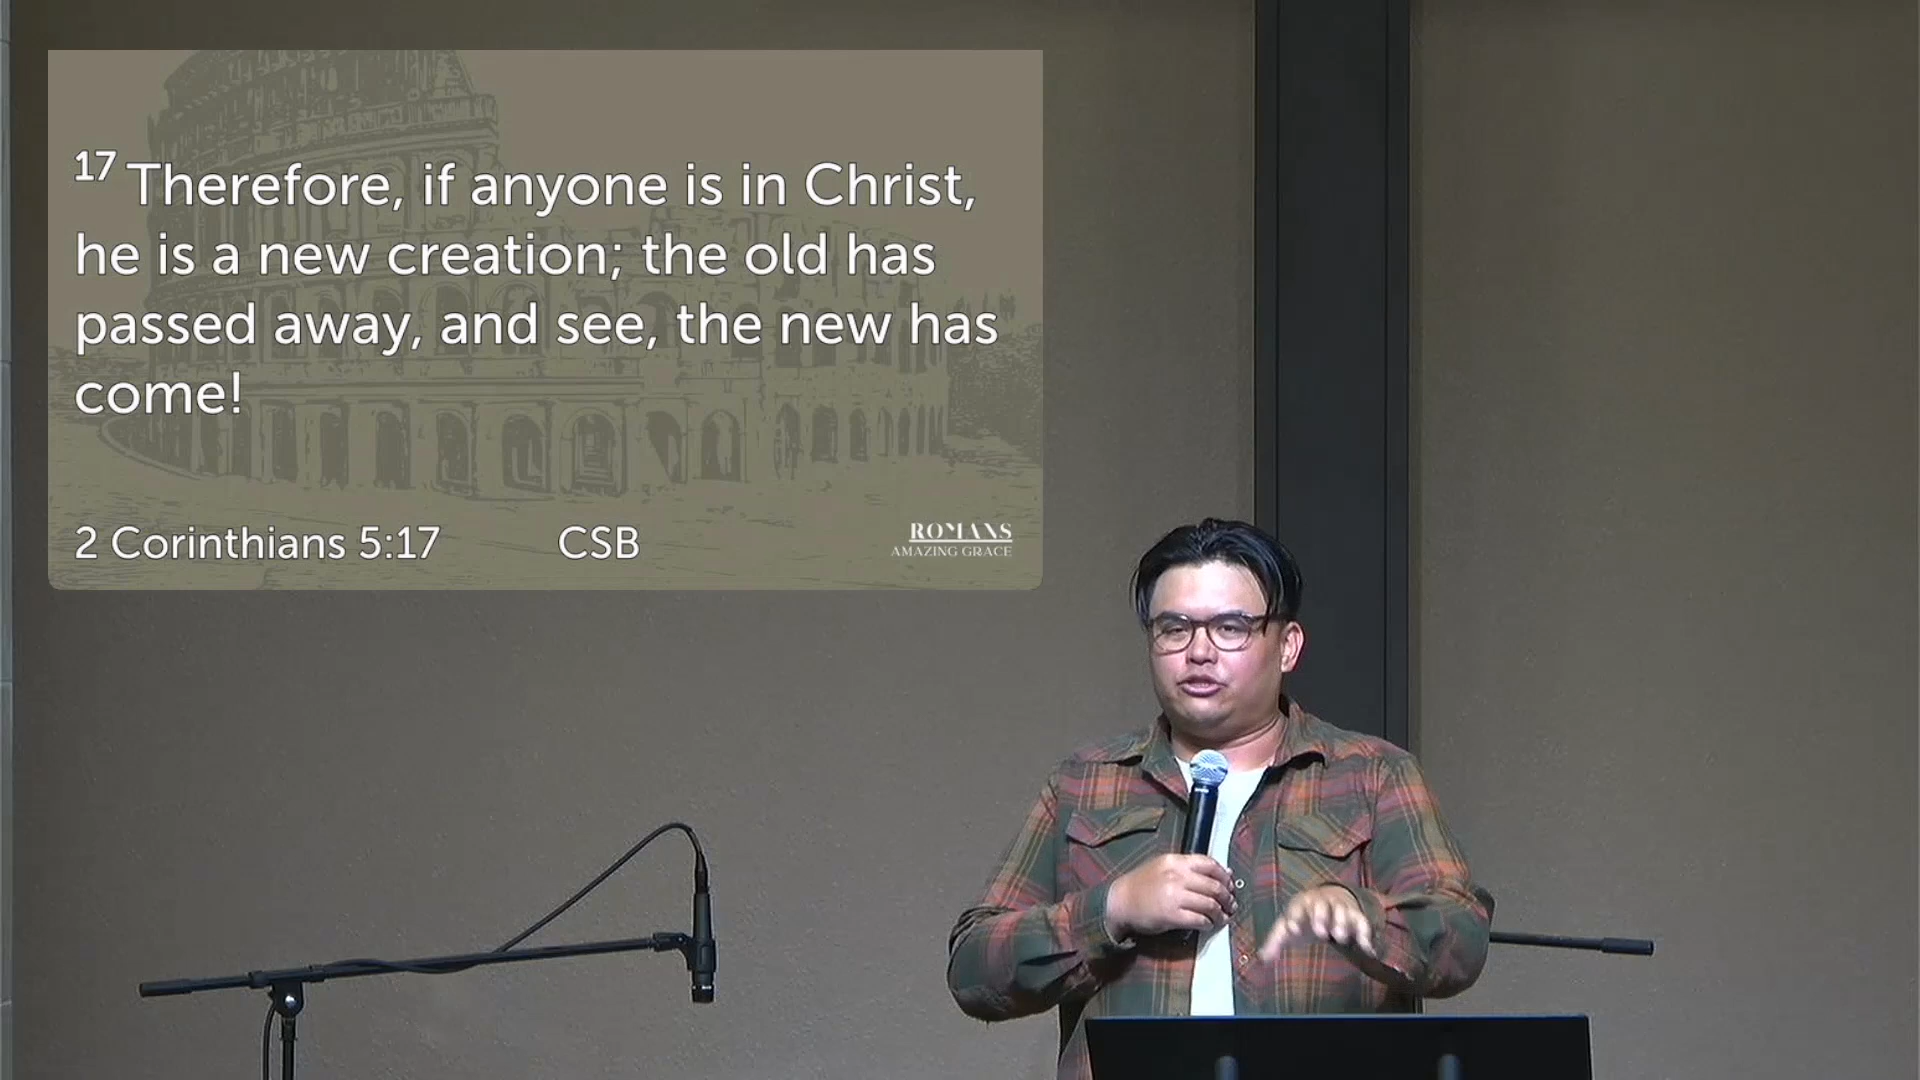 17 Therefore, if anyone is in Christ,
he is a new creation; the old has
passed away, and see, the new has
come!
2 Corinthians 5:17 CSB
ROMANS
AMAZING GRACE